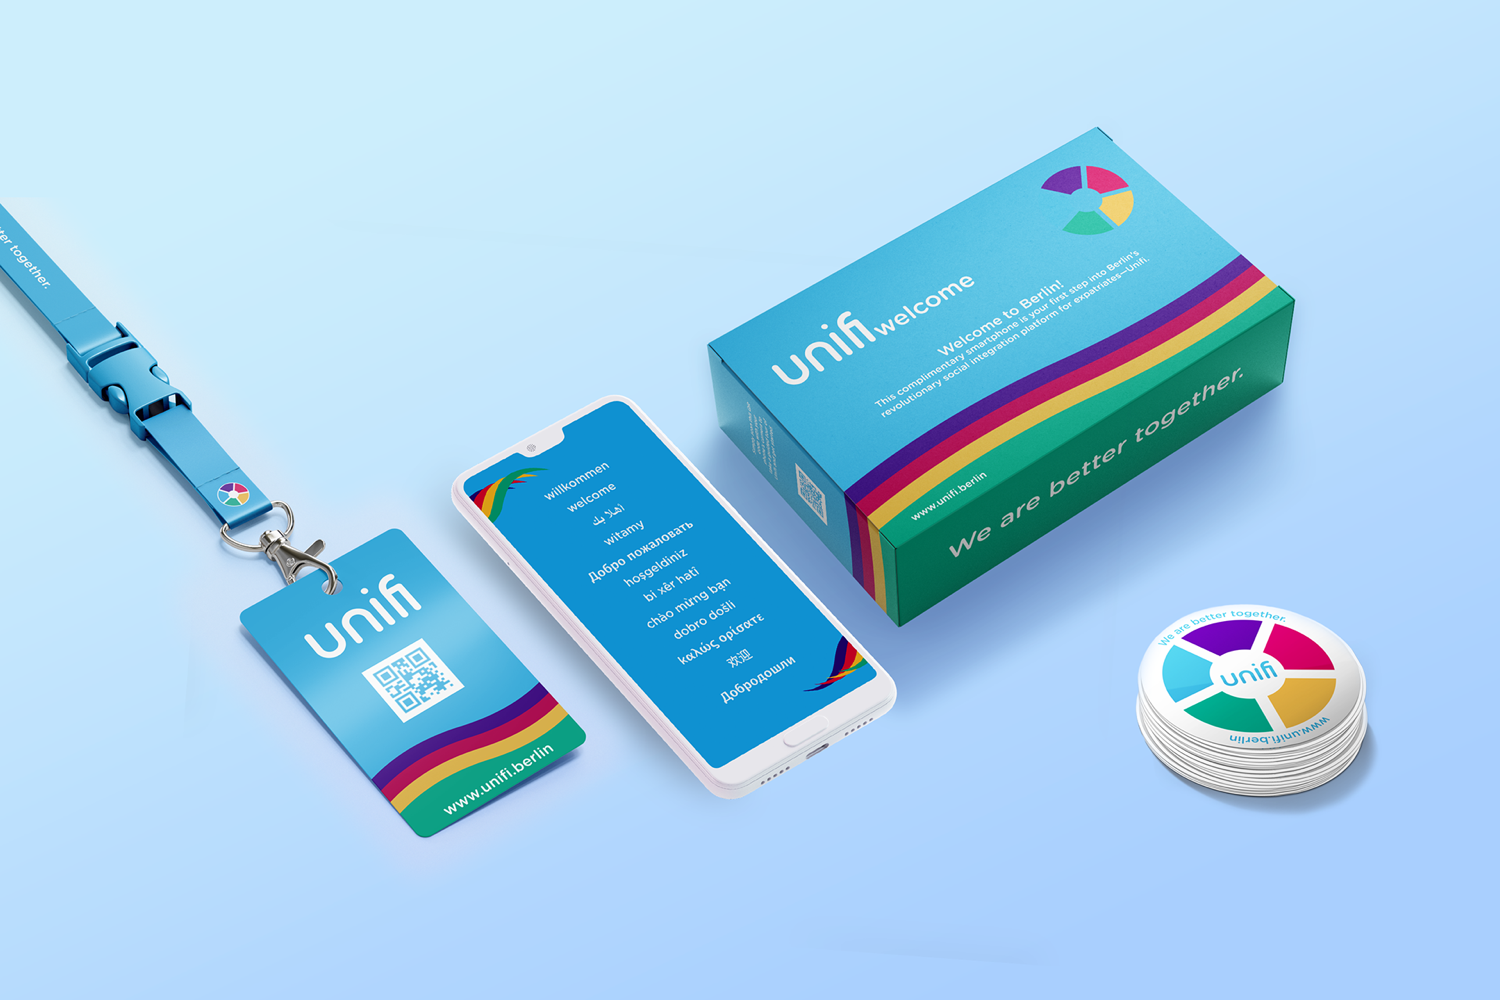 ter together.
unifi
www.unifi.berlin
willkommen
welcome
اهلا بك
witamy
Добро пожаловать
hoşgeldiniz
bi xêr hatî
chào mừng bạn
dobro došli
καλώς ορίσατε
欢迎
Добродошли
unifi welcome
Welcome to Berlin!
This complimentary smartphone is your first step into Berlin's
revolutionary social integration platform for expatriates—Unifi.
www.unifi.berlin
We are better together.
We are better together.
unifi
www.unifi.berlin